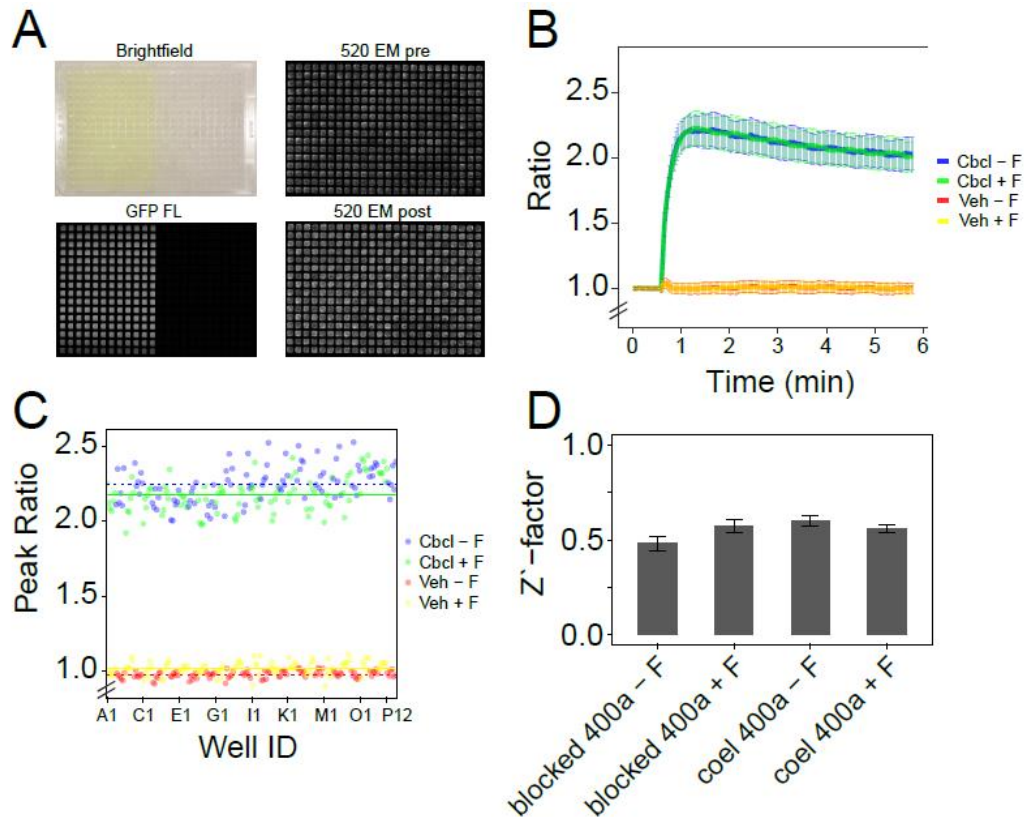 A
Brightfield
520 EM pre
GFP FL
520 EM post
B
Ratio
2.5
2.0
1.5
1.0
0 1 2 3 4 5 6
Time (min)
Cbcl − F
Cbcl + F
Veh − F
Veh + F
C
Peak Ratio
2.5
2.0
1.5
1.0
A1 C1 E1 G1 I1 K1 M1 O1 P12
Well ID
Cbcl − F
Cbcl + F
Veh − F
Veh + F
D
Z`−factor
1.0
0.5
0.0
blocked 400a − F
blocked 400a + F
coel 400a − F
coel 400a + F